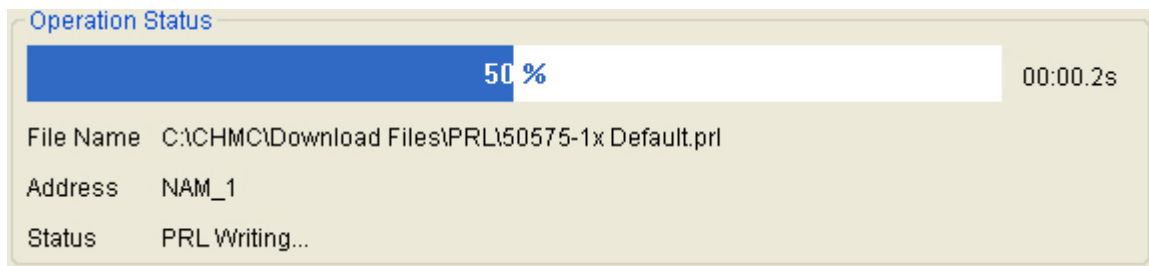 Operation Status
50 %
00:00.2s
File Name C:\CHMC\Download Files\PRL\50575-1x Default.prl
Address NAM_1
Status PRL Writing...